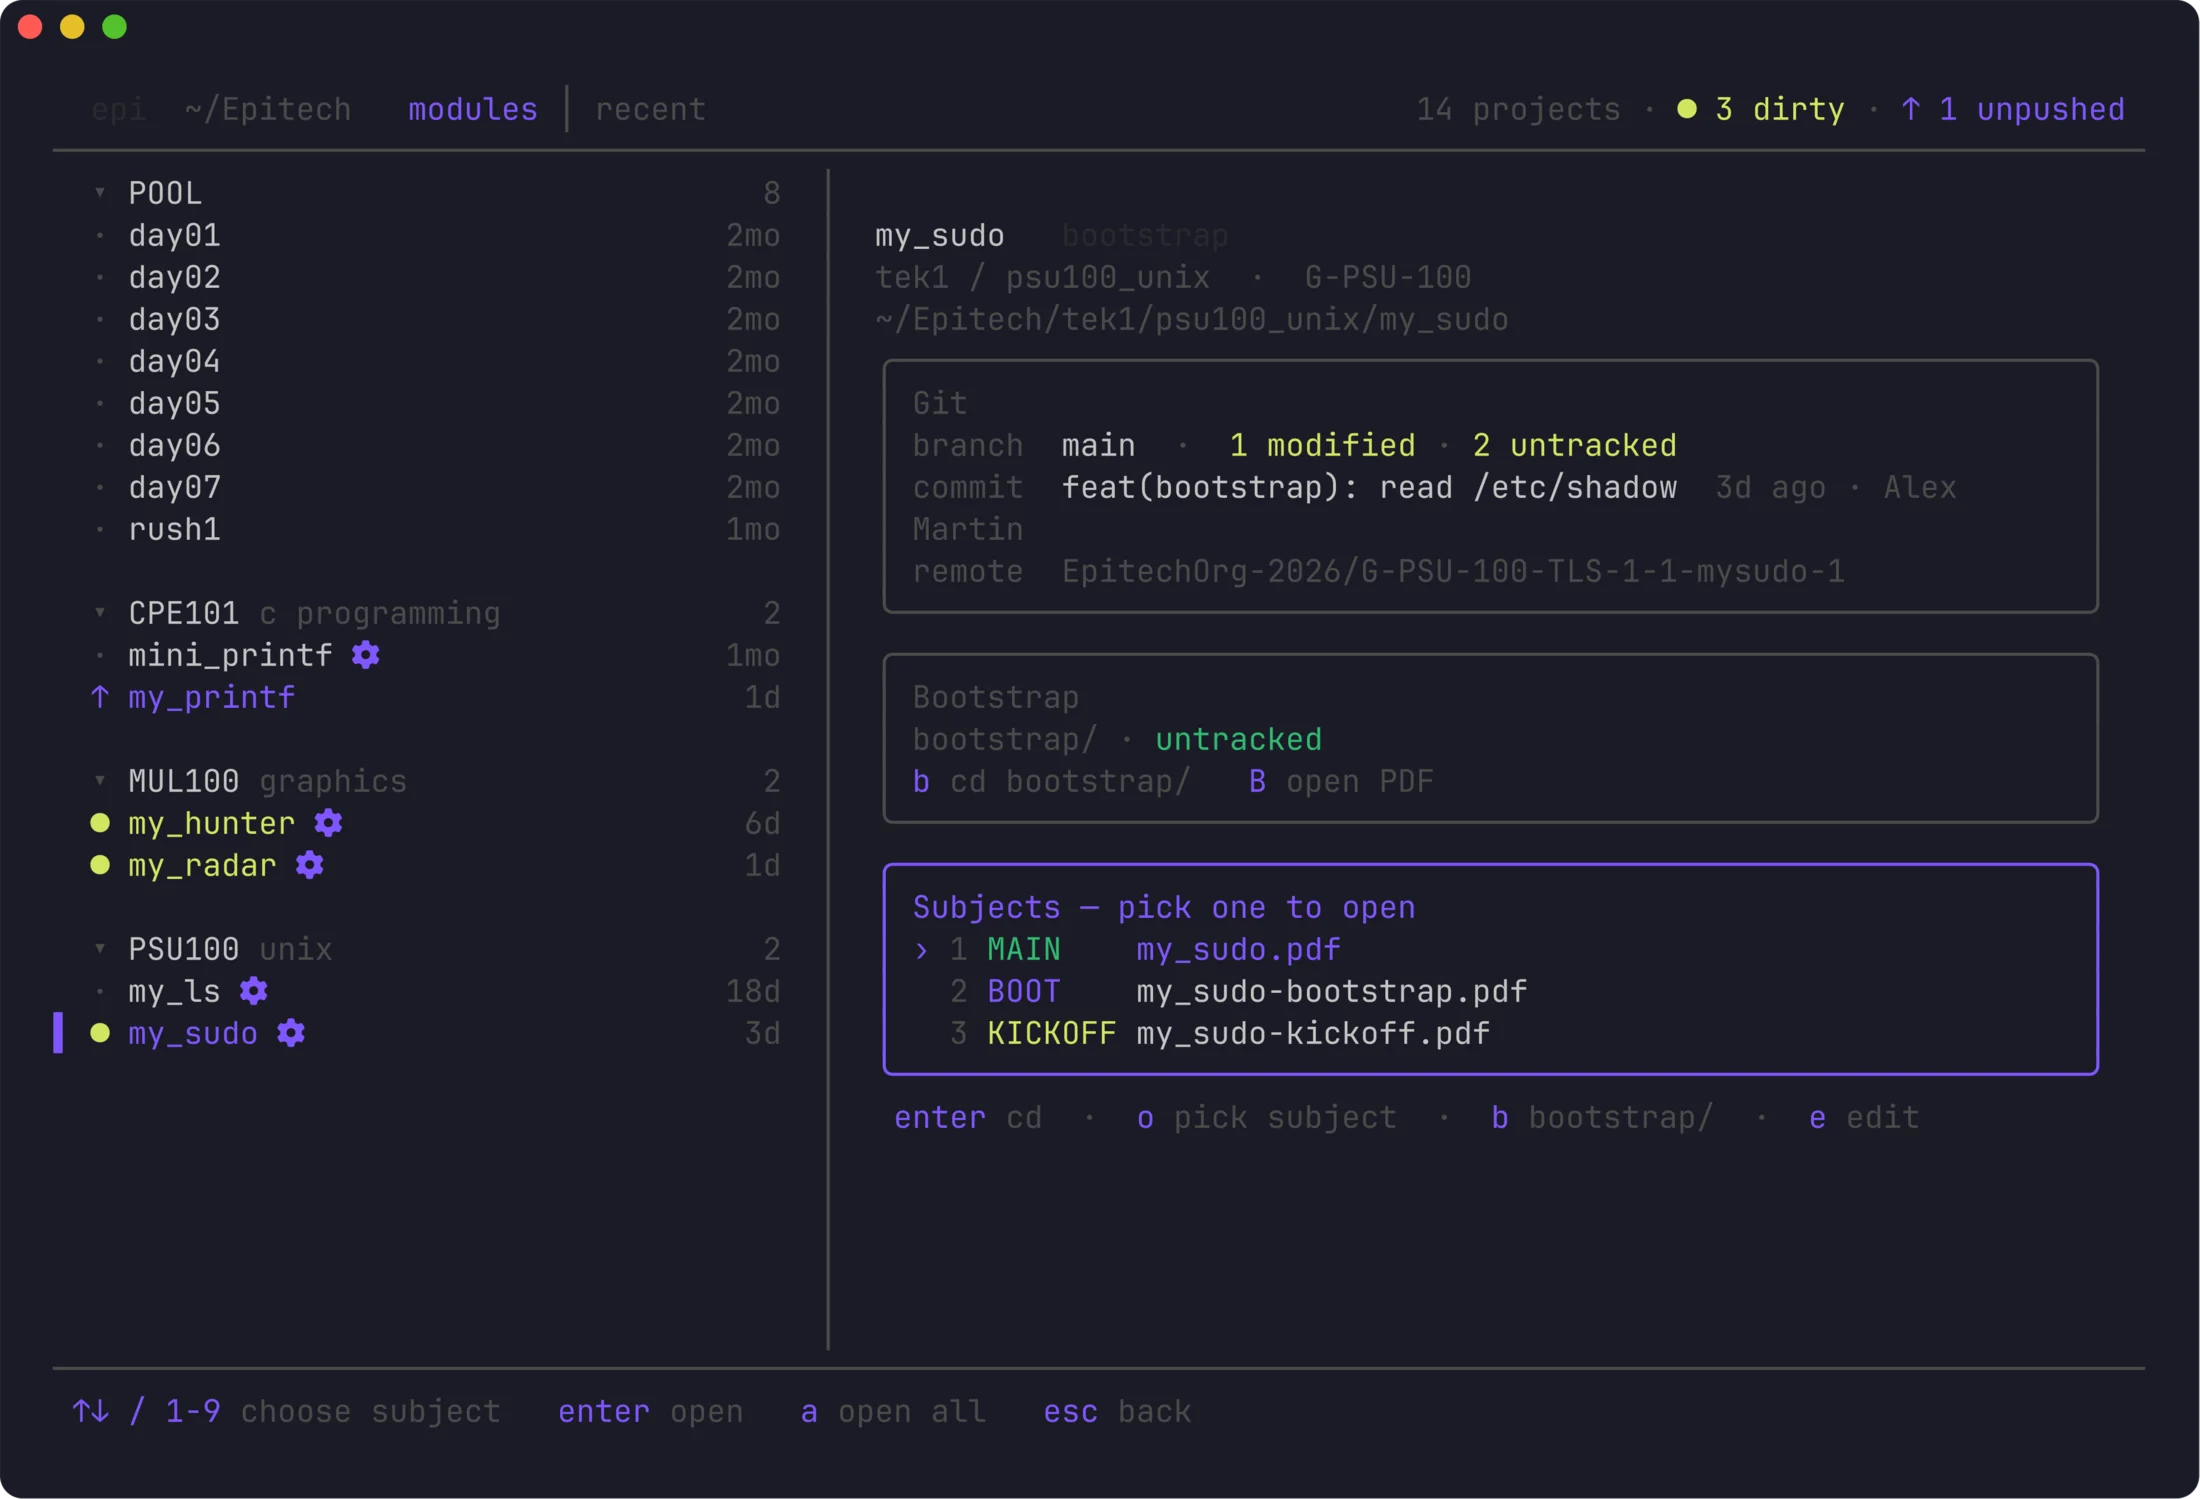 epi ~/Epitech modules │ recent 14 projects · ● 3 dirty · ↑ 1 unpushed
▾ POOL 8
· day01 2mo
· day02 2mo
· day03 2mo
· day04 2mo
· day05 2mo
· day06 2mo
· day07 2mo
· rush1 1mo
▾ CPE101 c programming 2
· mini_printf 1mo
↑ my_printf 1d
▾ MUL100 graphics 2
● my_hunter 6d
● my_radar 1d
▾ PSU100 unix 2
· my_ls 18d
● my_sudo 3d
my_sudo bootstrap
tek1 / psu100_unix · G-PSU-100
~/Epitech/tek1/psu100_unix/my_sudo
Git
branch main · 1 modified · 2 untracked
commit feat(bootstrap): read /etc/shadow 3d ago · Alex
Martin
remote EpitechOrg-2026/G-PSU-100-TLS-1-1-mysudo-1
Bootstrap
bootstrap/ · untracked
b cd bootstrap/ B open PDF
Subjects — pick one to open
› 1 MAIN my_sudo.pdf
2 BOOT my_sudo-bootstrap.pdf
3 KICKOFF my_sudo-kickoff.pdf
enter cd · o pick subject · b bootstrap/ · e edit
↑↓ / 1-9 choose subject enter open a open all esc back